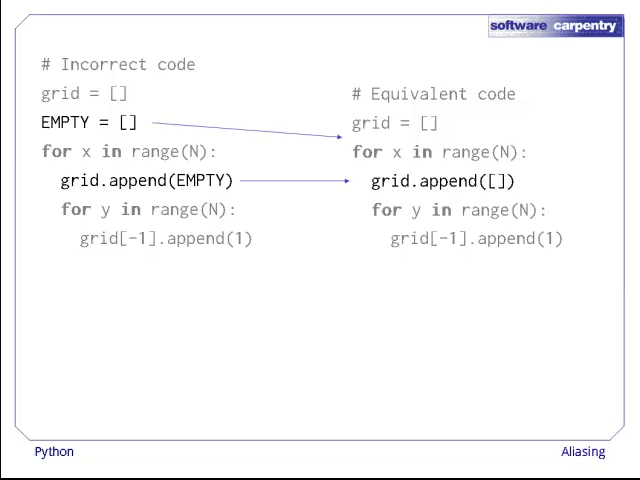 software carpentry
# Incorrect code
grid = []
EMPTY = []
for x in range(N):
grid.append(EMPTY)
for y in range(N):
grid[-1].append(1)
# Equivalent code
grid = []
for x in range(N):
grid.append([])
for y in range(N):
grid[-1].append(1)
Python
Aliasing